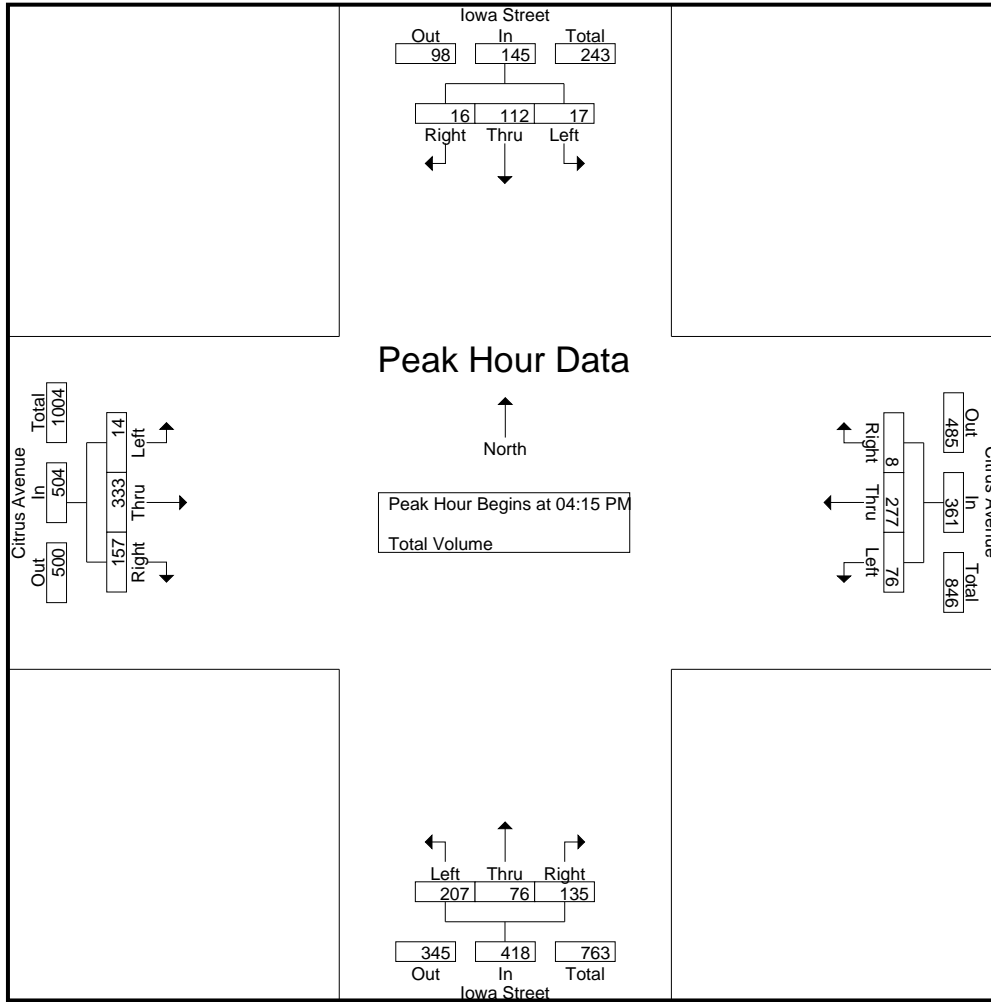 Iowa Street
Out In Total
98 145 243
16 112 17
Right Thru Left
Peak Hour Data
North
Peak Hour Begins at 04:15 PM
Total Volume
Citrus Avenue
Total In Out
1004 504 500
14 333 157
Left Thru Right
Citrus Avenue
Out In Total
485 361 846
Right Thru Left
8 277 76
Left Thru Right
207 76 135
345 418 763
Out In Total
Iowa Street